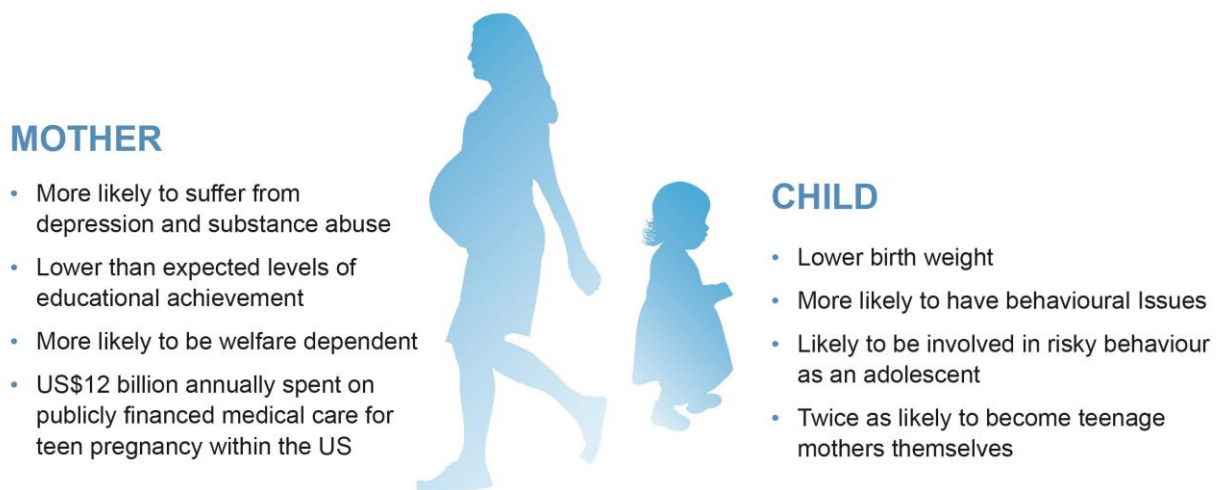 MOTHER
• More likely to suffer from
depression and substance abuse
• Lower than expected levels of
educational achievement
• More likely to be welfare dependent
• US$12 billion annually spent on
publicly financed medical care for
teen pregnancy within the US
CHILD
• Lower birth weight
• More likely to have behavioural Issues
• Likely to be involved in risky behaviour
as an adolescent
• Twice as likely to become teenage
mothers themselves